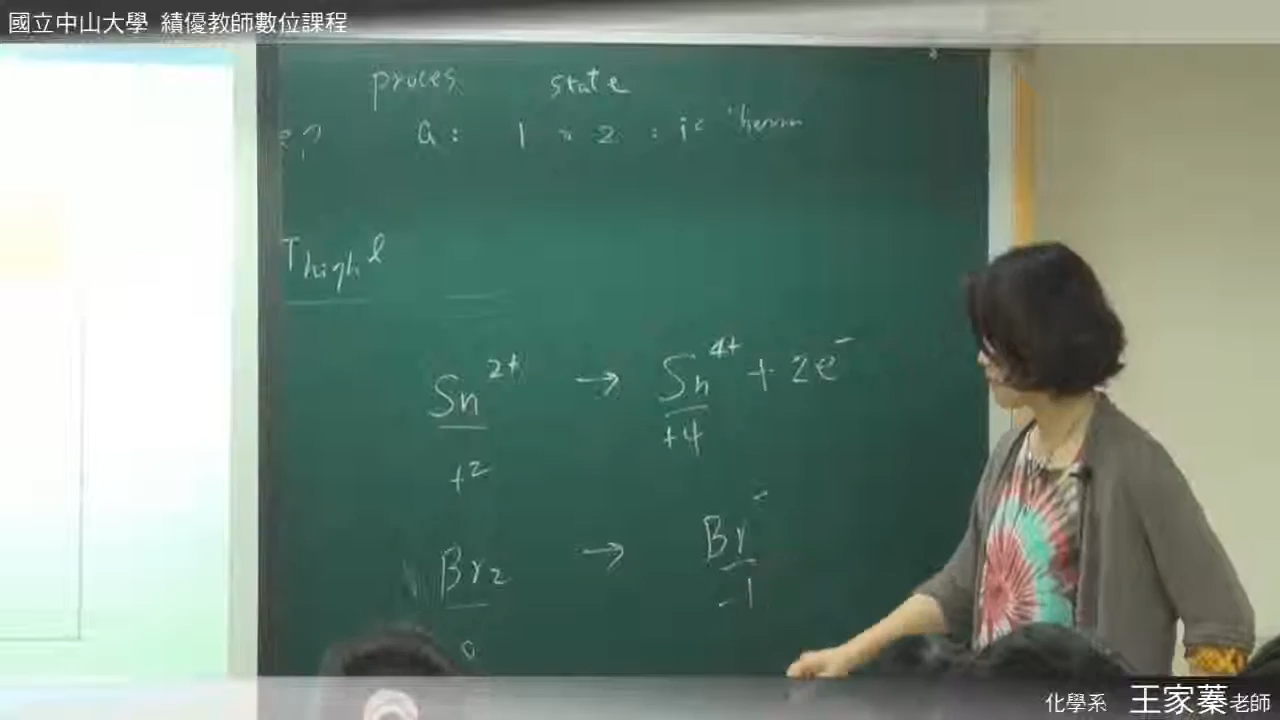 國立中山大學 績優教師數位課程
proces state
a: 1 2 :
Thigh l
Sn²⁺ → Sn⁴⁺ + 2e⁻
+2 +4
Br₂ → Br⁻
0 -1
化學系 王家蓁老師